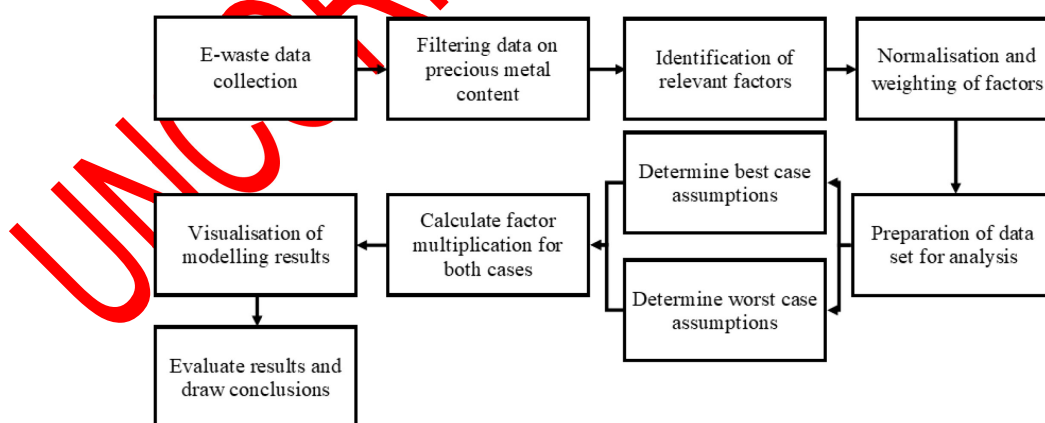 E-waste data
collection
Filtering data on
precious metal
content
Identification of
relevant factors
Normalisation and
weighting of factors
Determine best case
assumptions
Preparation of data
set for analysis
Determine worst case
assumptions
Calculate factor
multiplication for
both cases
Visualisation of
modelling results
Evaluate results and
draw conclusions